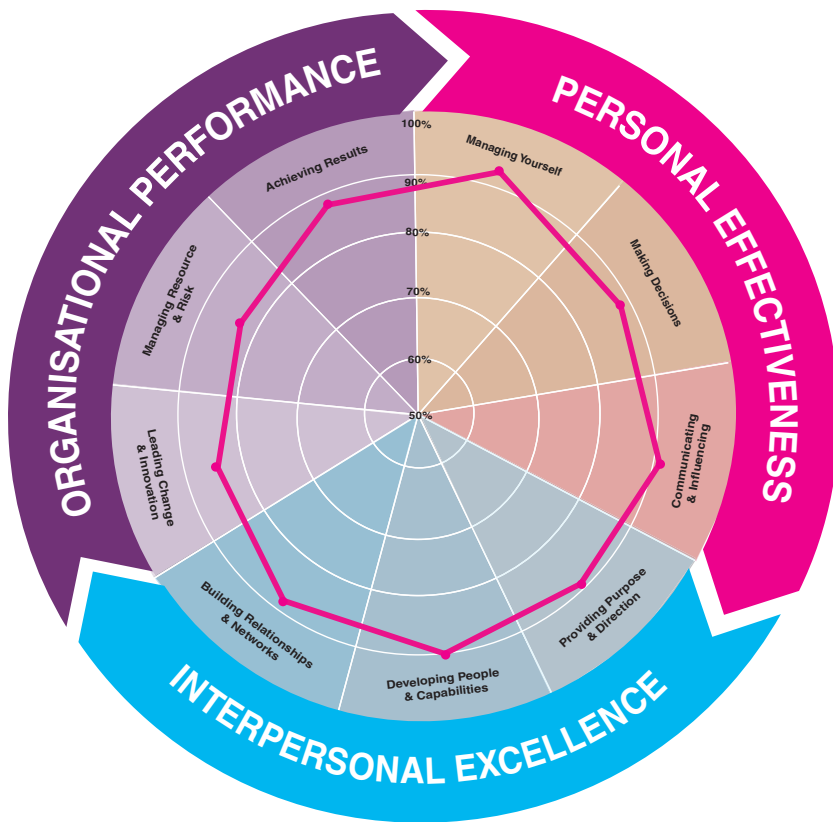 ORGANISATIONAL PERFORMANCE
PERSONAL EFFECTIVENESS
INTERPERSONAL EXCELLENCE
100%
90%
80%
70%
60%
50%
Managing Yourself
Making Decisions
Communicating
& Influencing
Providing Purpose
& Direction
Developing People
& Capabilities
Building Relationships
& Networks
Leading Change
& Innovation
Managing Resource
& Risk
Achieving Results